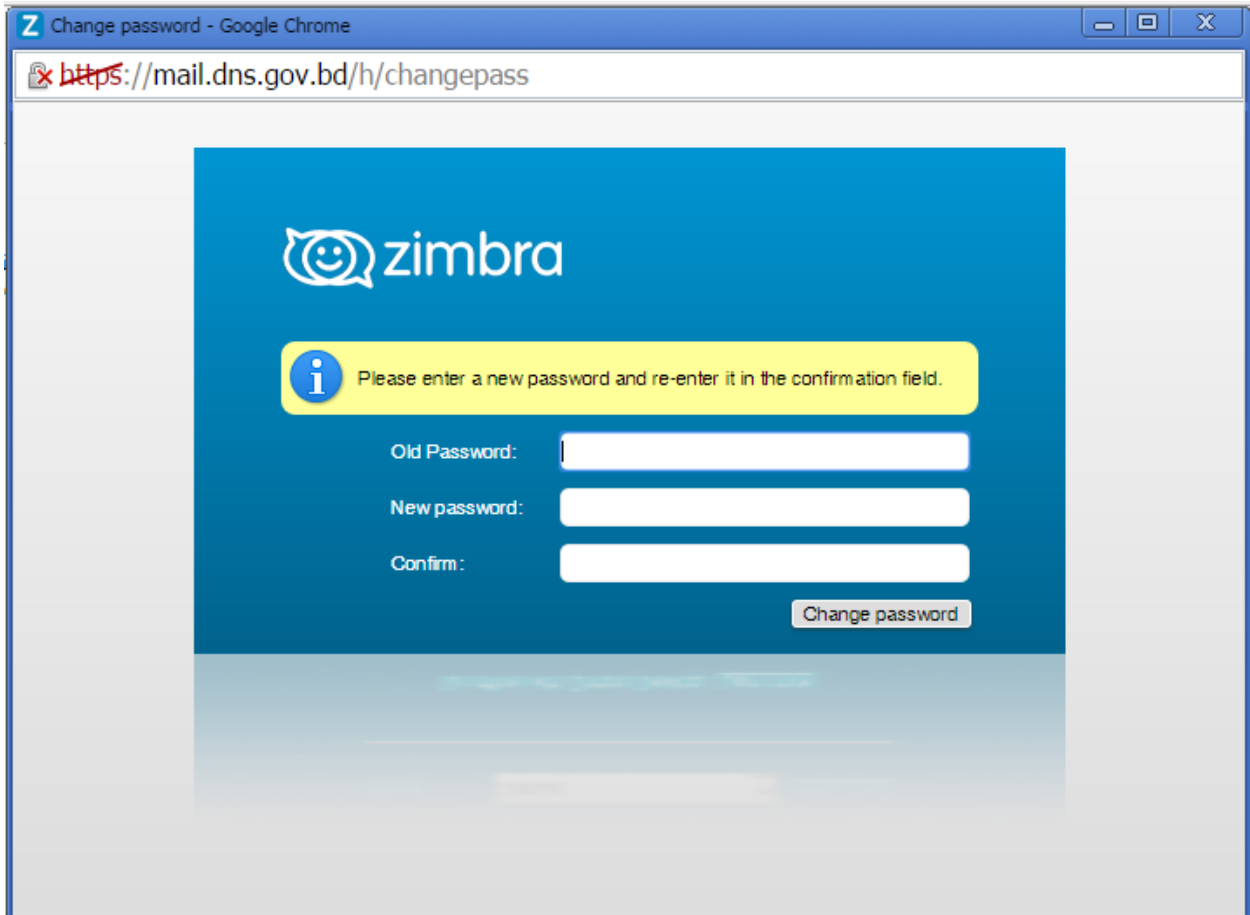 Change password - Google Chrome
https://mail.dns.gov.bd/h/changepass
zimbra
Please enter a new password and re-enter it in the confirmation field.
Old Password:
New password:
Confirm:
Change password